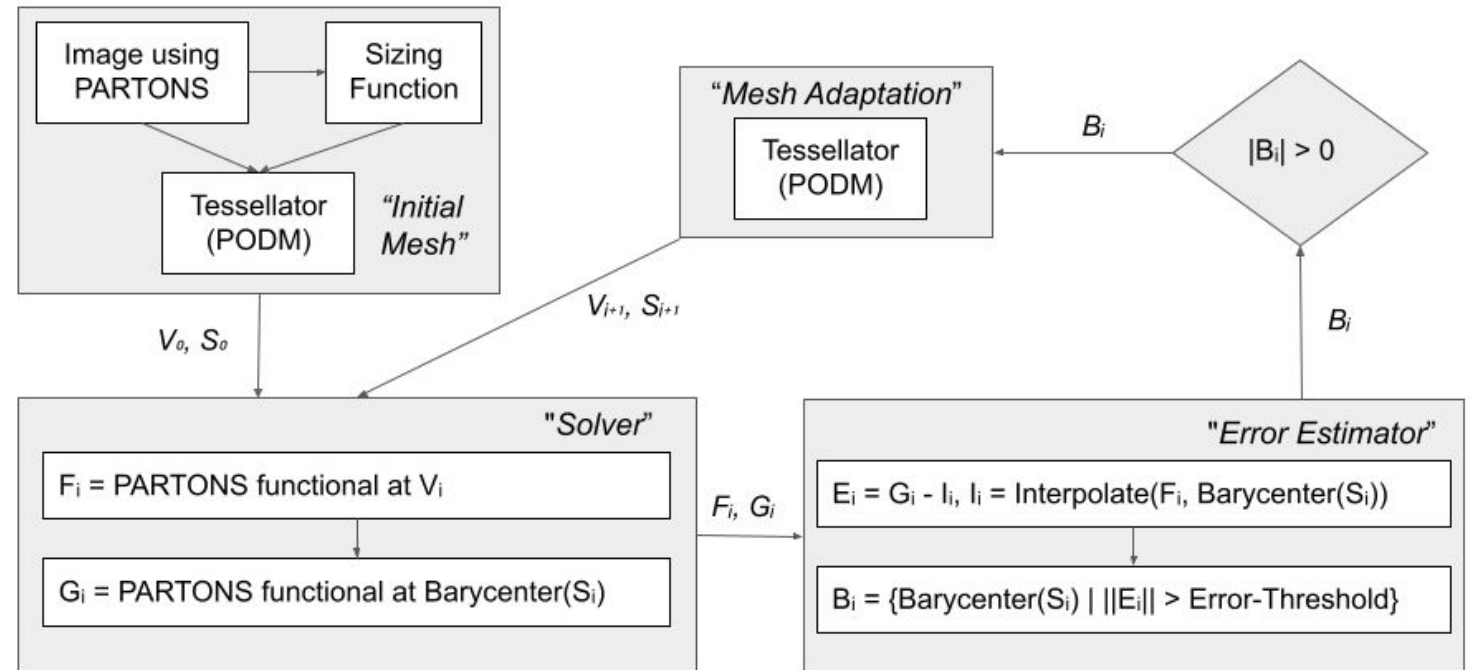 Image using
PARTONS
Sizing
Function
Tessellator
(PODM)
“Initial
Mesh”
V₀, S₀
“Mesh Adaptation”
Tessellator
(PODM)
Bᵢ
|Bᵢ| > 0
Vᵢ₊₁, Sᵢ₊₁
Bᵢ
"Solver”
Fᵢ = PARTONS functional at Vᵢ
Gᵢ = PARTONS functional at Barycenter(Sᵢ)
Fᵢ, Gᵢ
"Error Estimator”
Eᵢ = Gᵢ - Iᵢ, Iᵢ = Interpolate(Fᵢ, Barycenter(Sᵢ))
Bᵢ = {Barycenter(Sᵢ) | ||Eᵢ|| > Error-Threshold}